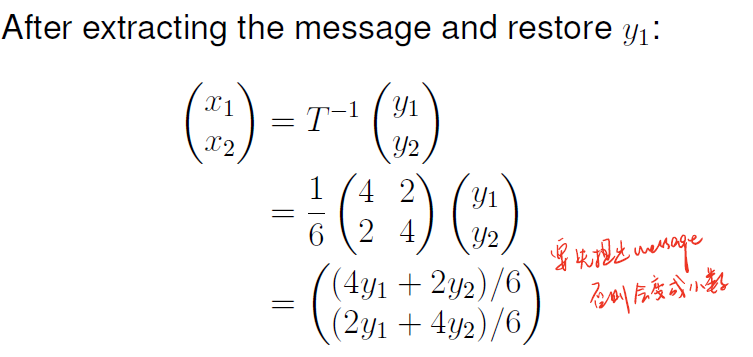 After extracting the message and restore y₁:
(x₁ x₂) = T⁻¹ (y₁ y₂)
= 1/6 (4 2 2 4) (y₁ y₂)
= ((4y₁ + 2y₂)/6 (2y₁ + 4y₂)/6)
要先提出message
否则会变成小数